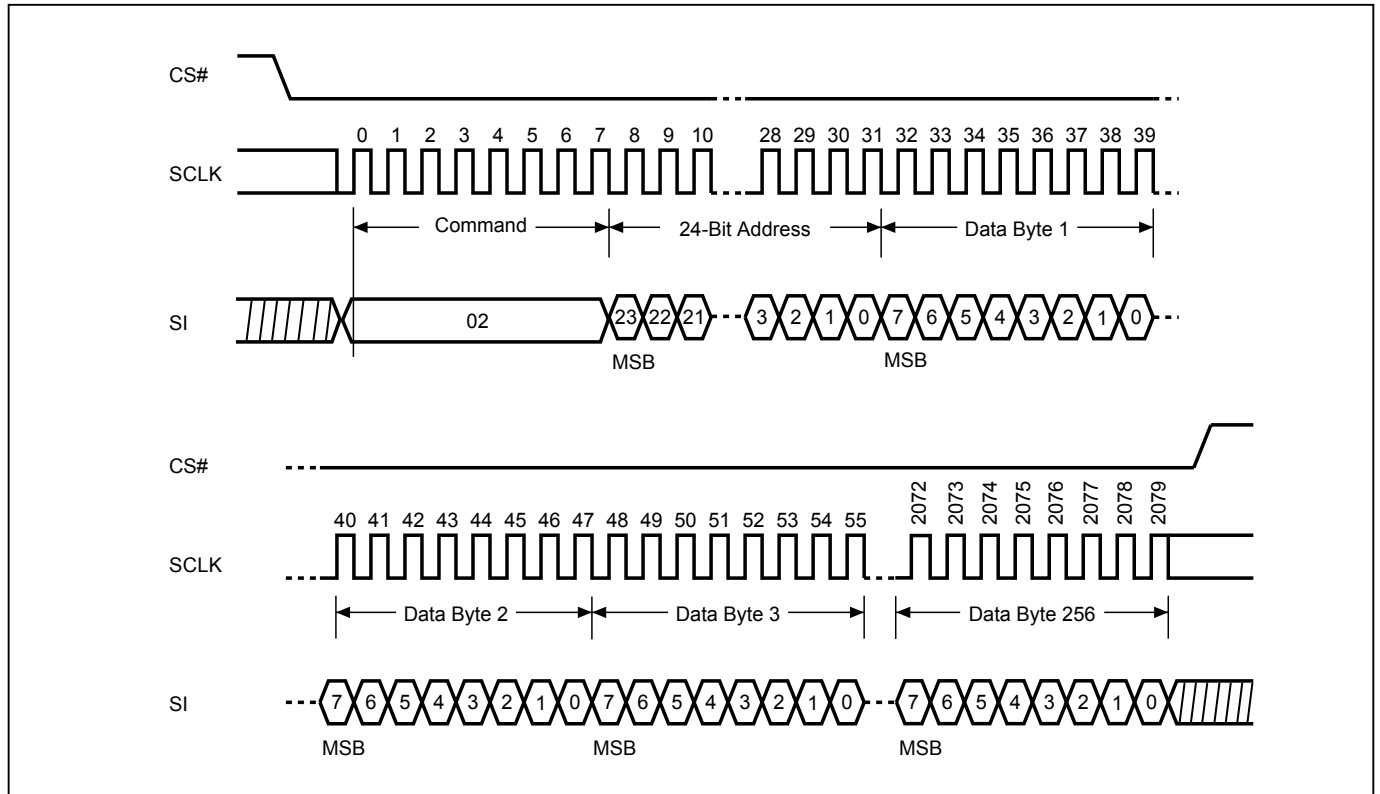 CS#
0 1 2 3 4 5 6 7 8 9 10 28 29 30 31 32 33 34 35 36 37 38 39
SCLK
Command 24-Bit Address Data Byte 1
SI 02 23 22 21 3 2 1 0 7 6 5 4 3 2 1 0
MSB MSB
CS#
2072 2073 2074 2075 2076 2077 2078 2079
40 41 42 43 44 45 46 47 48 49 50 51 52 53 54 55
SCLK
Data Byte 2 Data Byte 3 Data Byte 256
SI 7 6 5 4 3 2 1 0 7 6 5 4 3 2 1 0 7 6 5 4 3 2 1 0
MSB MSB MSB